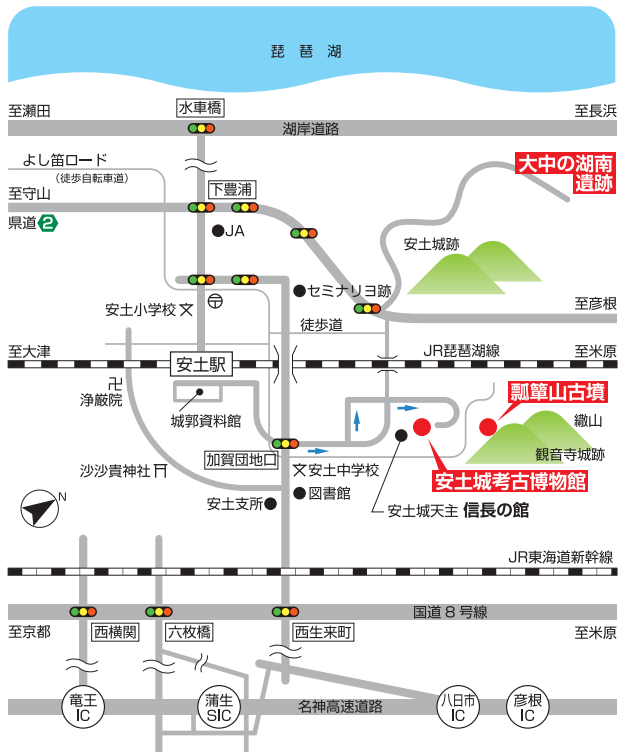 琵琶湖
水車橋
至瀬田
至長浜
湖岸道路
よし笛ロード
(徒歩自転車道)
大中の湖南
遺跡
至守山
下豊浦
県道2
JA
安土城跡
セミナリヨ跡
安土小学校 文
〒
至彦根
徒歩道
至大津
JR琵琶湖線
至米原
安土駅
卍
浄厳院
瓢箪山古墳
城郭資料館
繖山
加賀団地口
観音寺城跡
文安土中学校
沙沙貴神社
安土城考古博物館
図書館
安土支所
安土城天主 信長の館
N
JR東海道新幹線
国道8号線
至京都
西横関
六枚橋
西生来町
至米原
竜王
IC
蒲生
SIC
名神高速道路
八日市
IC
彦根
IC